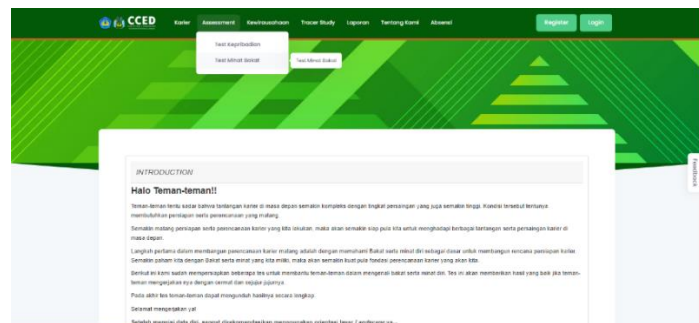 CCED Karier Assessment Kewirausahaan Tracer Study Laporan Tentang Kami Absensi Register Login
Test Kepribadian
Test Minat Bakat Test Minat Bakat
Feedback
INTRODUCTION
Halo Teman-teman!!
Teman-teman tentu sadar bahwa tantangan karier di masa depan semakin kompleks dengan tingkat persaingan yang juga semakin tinggi. Kondisi tersebut tentunya
membutuhkan persiapan serta perencanaan yang matang.
Semakin matang persiapan serta perencanaan karier yang kita lakukan, maka akan semakin siap pula kita untuk menghadapi berbagai tantangan serta persaingan karier di
masa depan.
Langkah pertama dalam membangun perencanaan karier matang adalah dengan memahami Bakat serta minat diri sebagai dasar untuk membangun rencana persiapan karier.
Semakin paham kita dengan Bakat serta minat yang kita miliki, maka akan semakin kuat pula fondasi perencanaan karier yang akan kita.
Berikut ini kami sudah mempersiapkan beberapa tes untuk membantu teman-teman dalam mengenali bakat serta minat diri. Tes ini akan memberikan hasil yang baik jika teman-
teman mengerjakan nya dengan cermat dan sejujur jujurnya
Pada akhir tes teman-teman dapat mengunduh hasilnya secara lengkap.
Selamat mengerjakan ya!